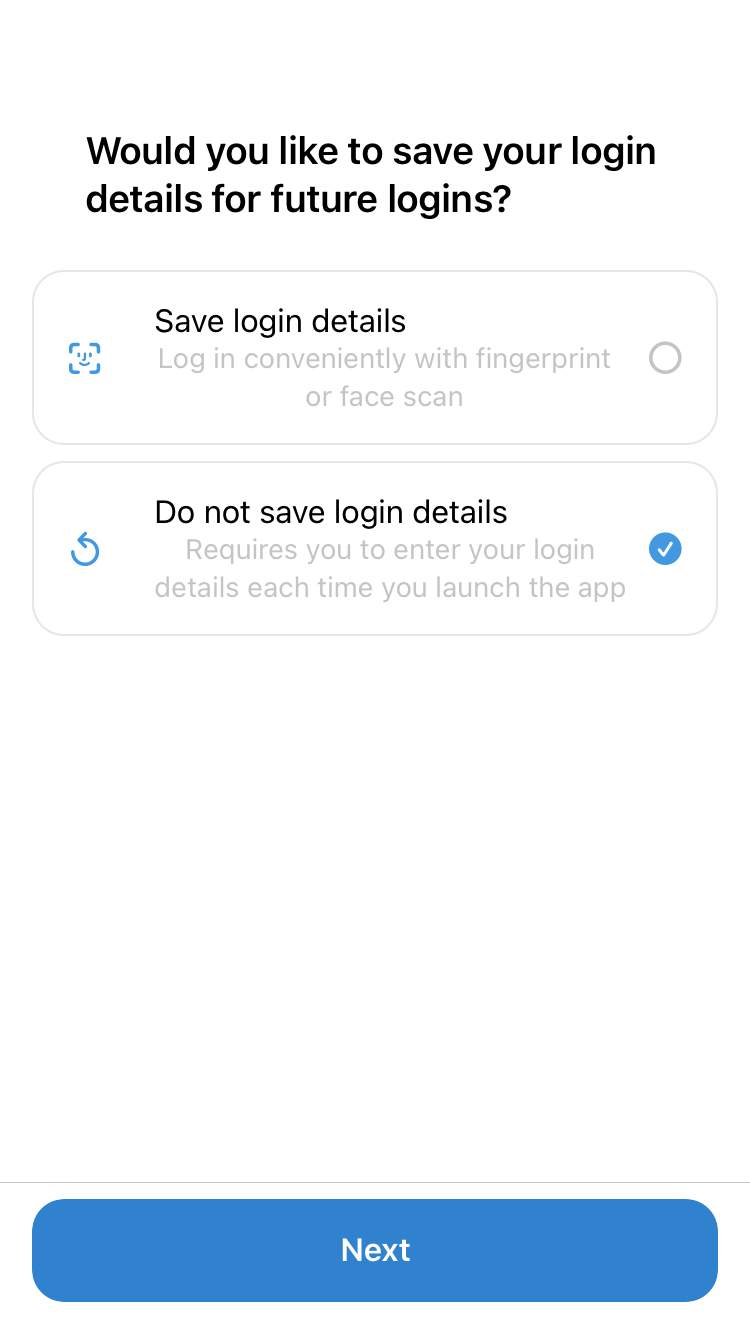 Would you like to save your login
details for future logins?
Save login details
Log in conveniently with fingerprint
or face scan
Do not save login details
Requires you to enter your login
details each time you launch the app
Next